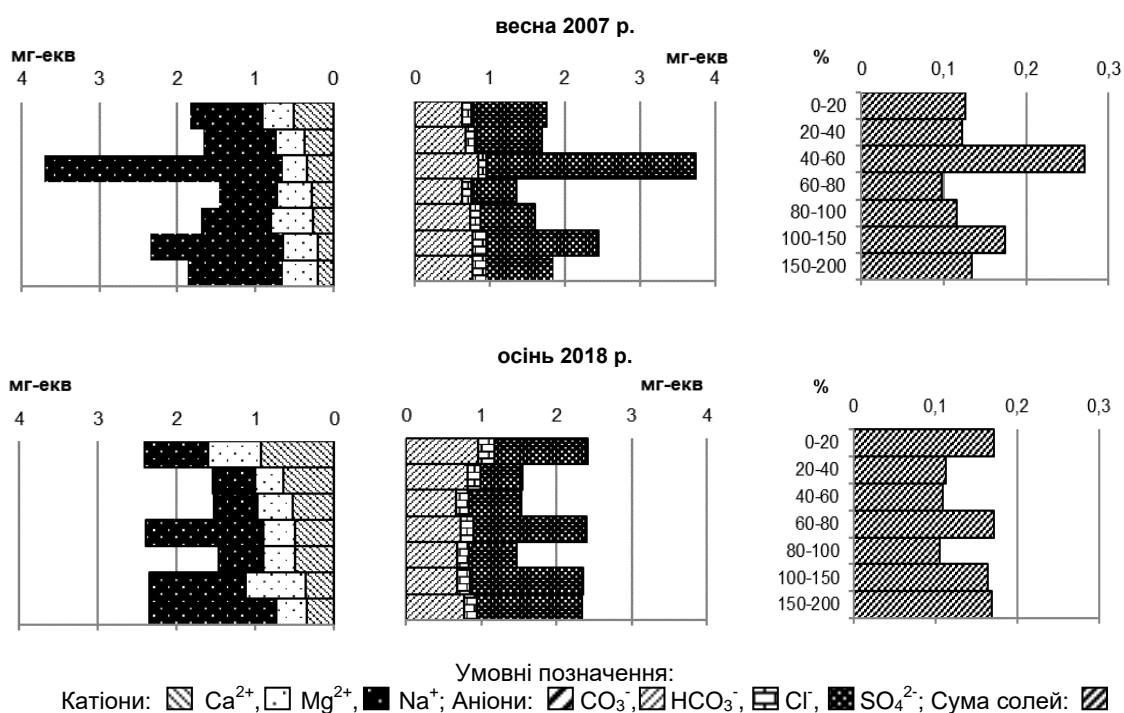 весна 2007 р.
мг-екв мг-екв %
4 3 2 1 0 0 1 2 3 4 0 0,1 0,2 0,3
0-20
20-40
40-60
60-80
80-100
100-150
150-200
осінь 2018 р.
мг-екв мг-екв %
4 3 2 1 0 0 1 2 3 4 0 0,1 0,2 0,3
0-20
20-40
40-60
60-80
80-100
100-150
150-200
Умовні позначення:
Катіони: Ca²⁺, Mg²⁺, Na⁺; Аніони: CO₃⁻, HCO₃⁻, Cl⁻, SO₄²⁻; Сума солей: